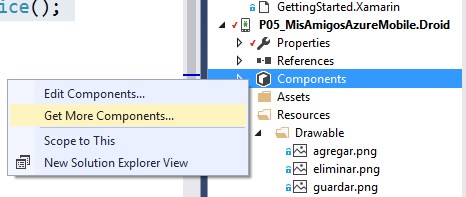 ice();
GettingStarted.Xamarin
P05_MisAmigosAzureMobile.Droid
Properties
References
Components
Assets
Resources
Drawable
agregar.png
eliminar.png
guardar.png
Edit Components...
Get More Components...
Scope to This
New Solution Explorer View